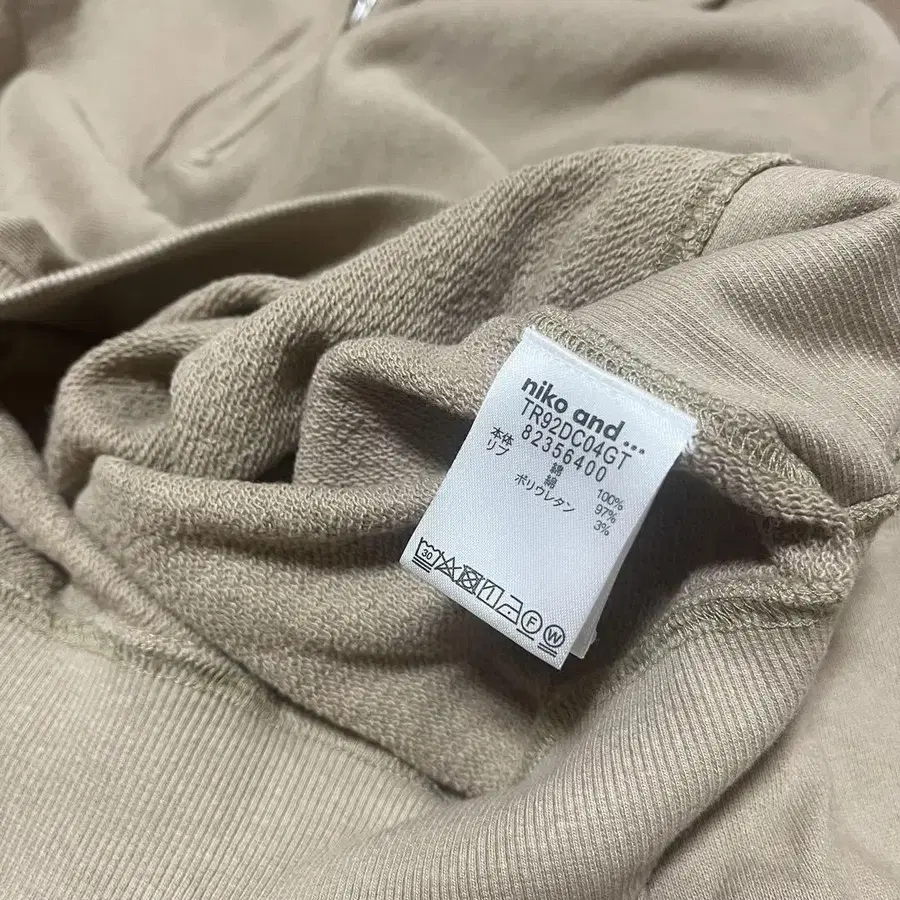 niko and ...
TR92DC04GT
82356400
本体 綿 100%
リブ 綿 97%
ポリウレタン 3%
30
F
W